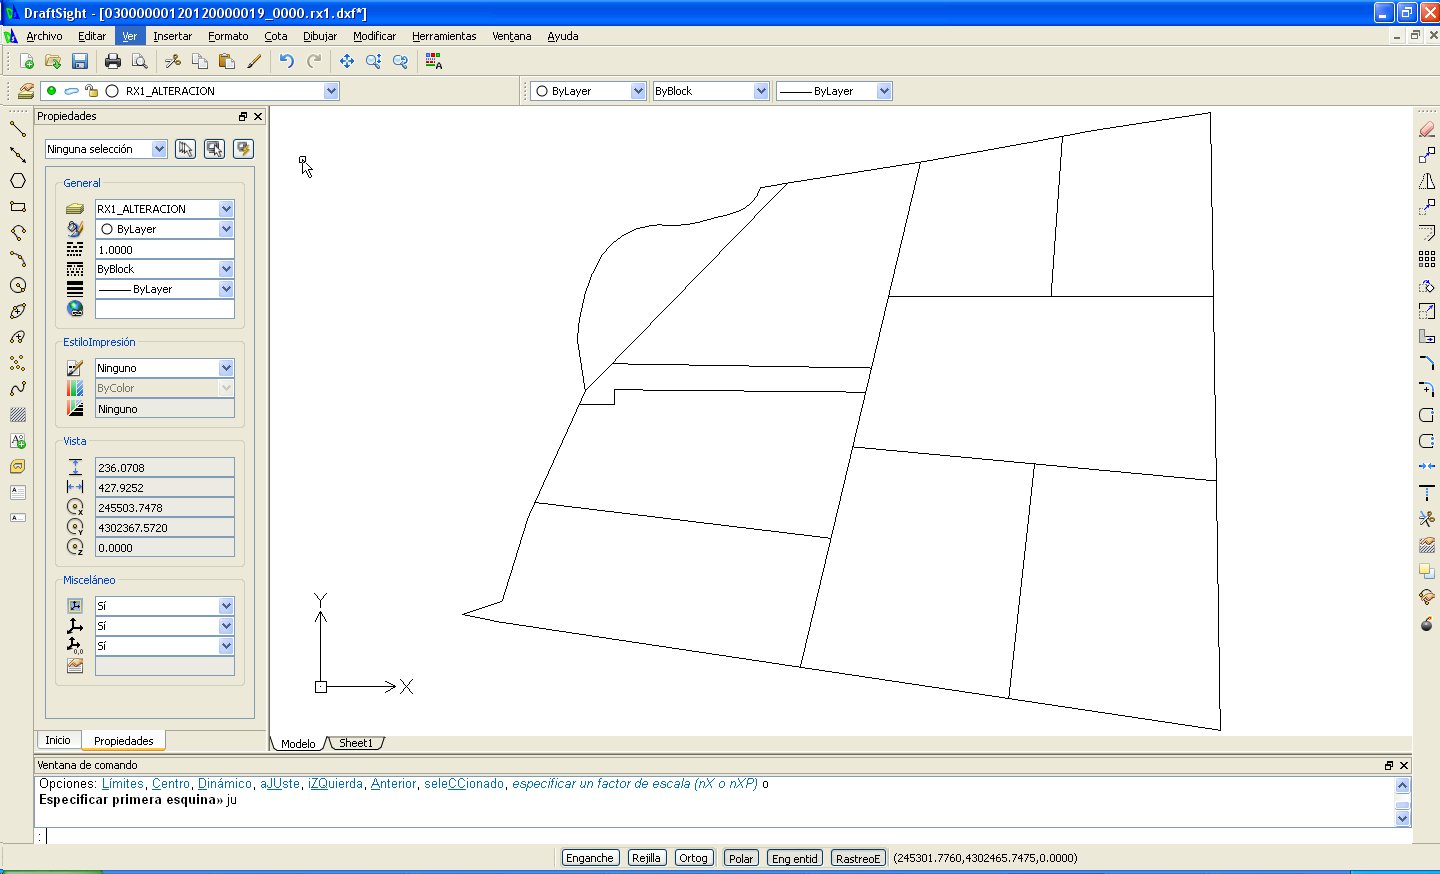 DraftSight - [03000000120120000019_0000.rx1.dxf*]
Archivo Editar Ver Insertar Formato Cota Dibujar Modificar Herramientas Ventana Ayuda
RX1_ALTERACION ByLayer ByBlock ByLayer
Propiedades
Ninguna selección
General
RX1_ALTERACION
ByLayer
1.0000
ByBlock
ByLayer
EstiloImpresión
Ninguno
ByColor
Ninguno
Vista
236.0708
427.9252
245503.7478
4302367.5720
0.0000
Misceláneo
Sí
Sí
Sí
Inicio Propiedades
Y
X
Modelo Sheet1
Ventana de comando
Opciones: Límites, Centro, Dinámico, aJUste, iZQuierda, Anterior, seleCCionado, especificar un factor de escala (nX o nXP) o
Especificar primera esquina» ju
:
Enganche Rejilla Ortog Polar Eng entid RastreoE (245301.7760,4302465.7475,0.0000)